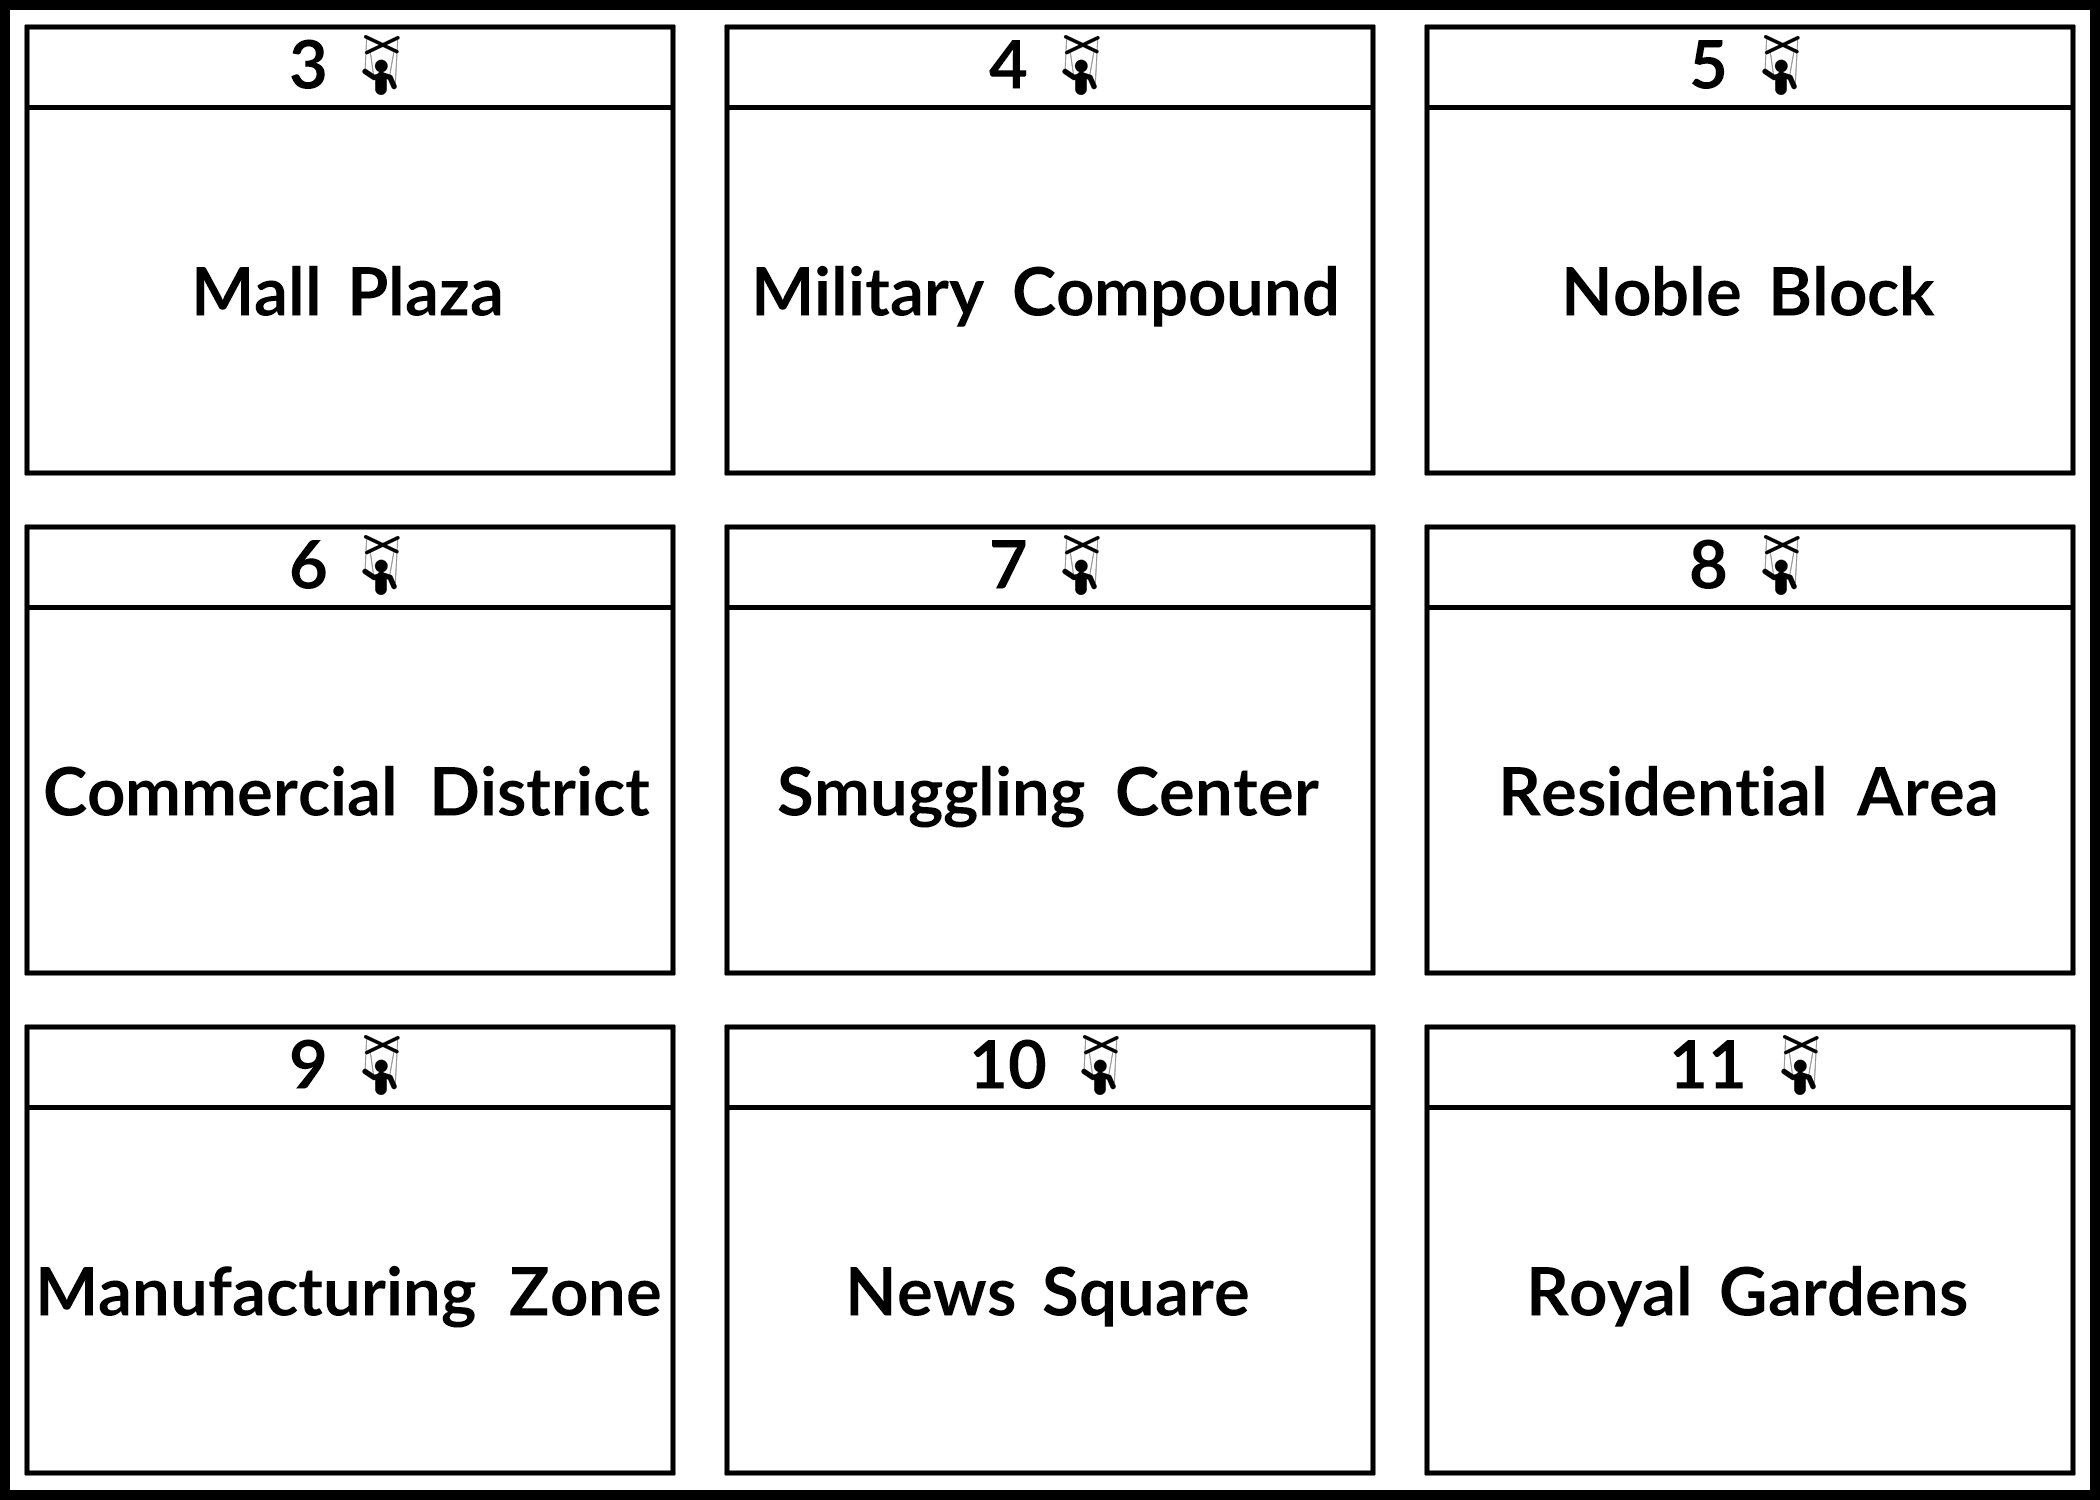 3
Mall Plaza
4
Military Compound
5
Noble Block
6
Commercial District
7
Smuggling Center
8
Residential Area
9
Manufacturing Zone
10
News Square
11
Royal Gardens